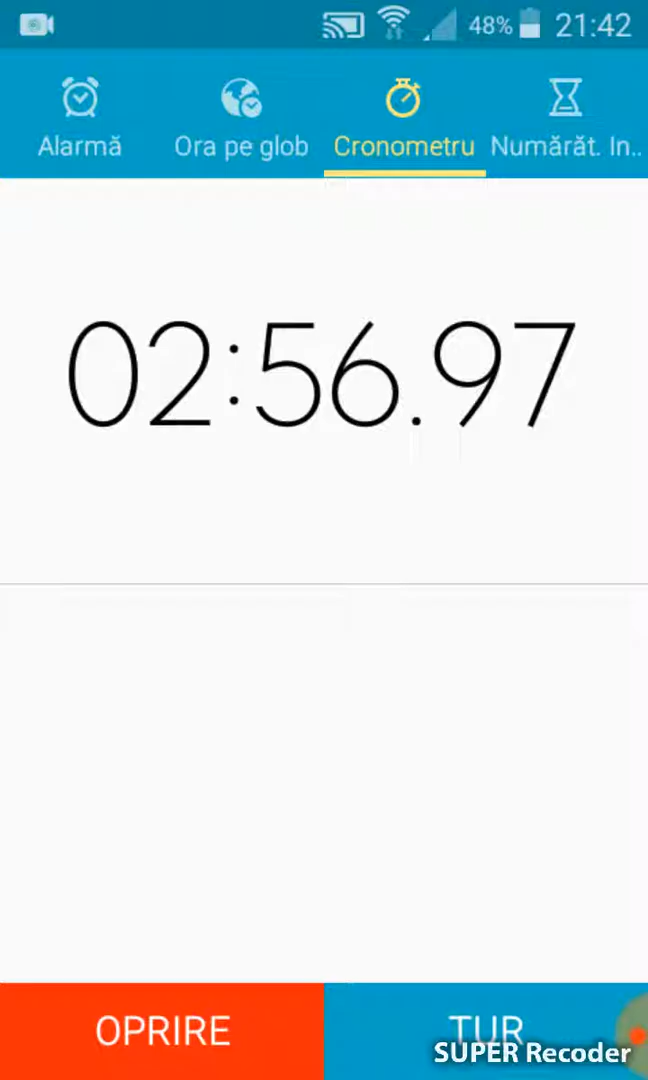 48% 21:42
Alarmă Ora pe glob Cronometru Numărăt. In..
02:56.97
OPRIRE TUR
SUPER Recoder